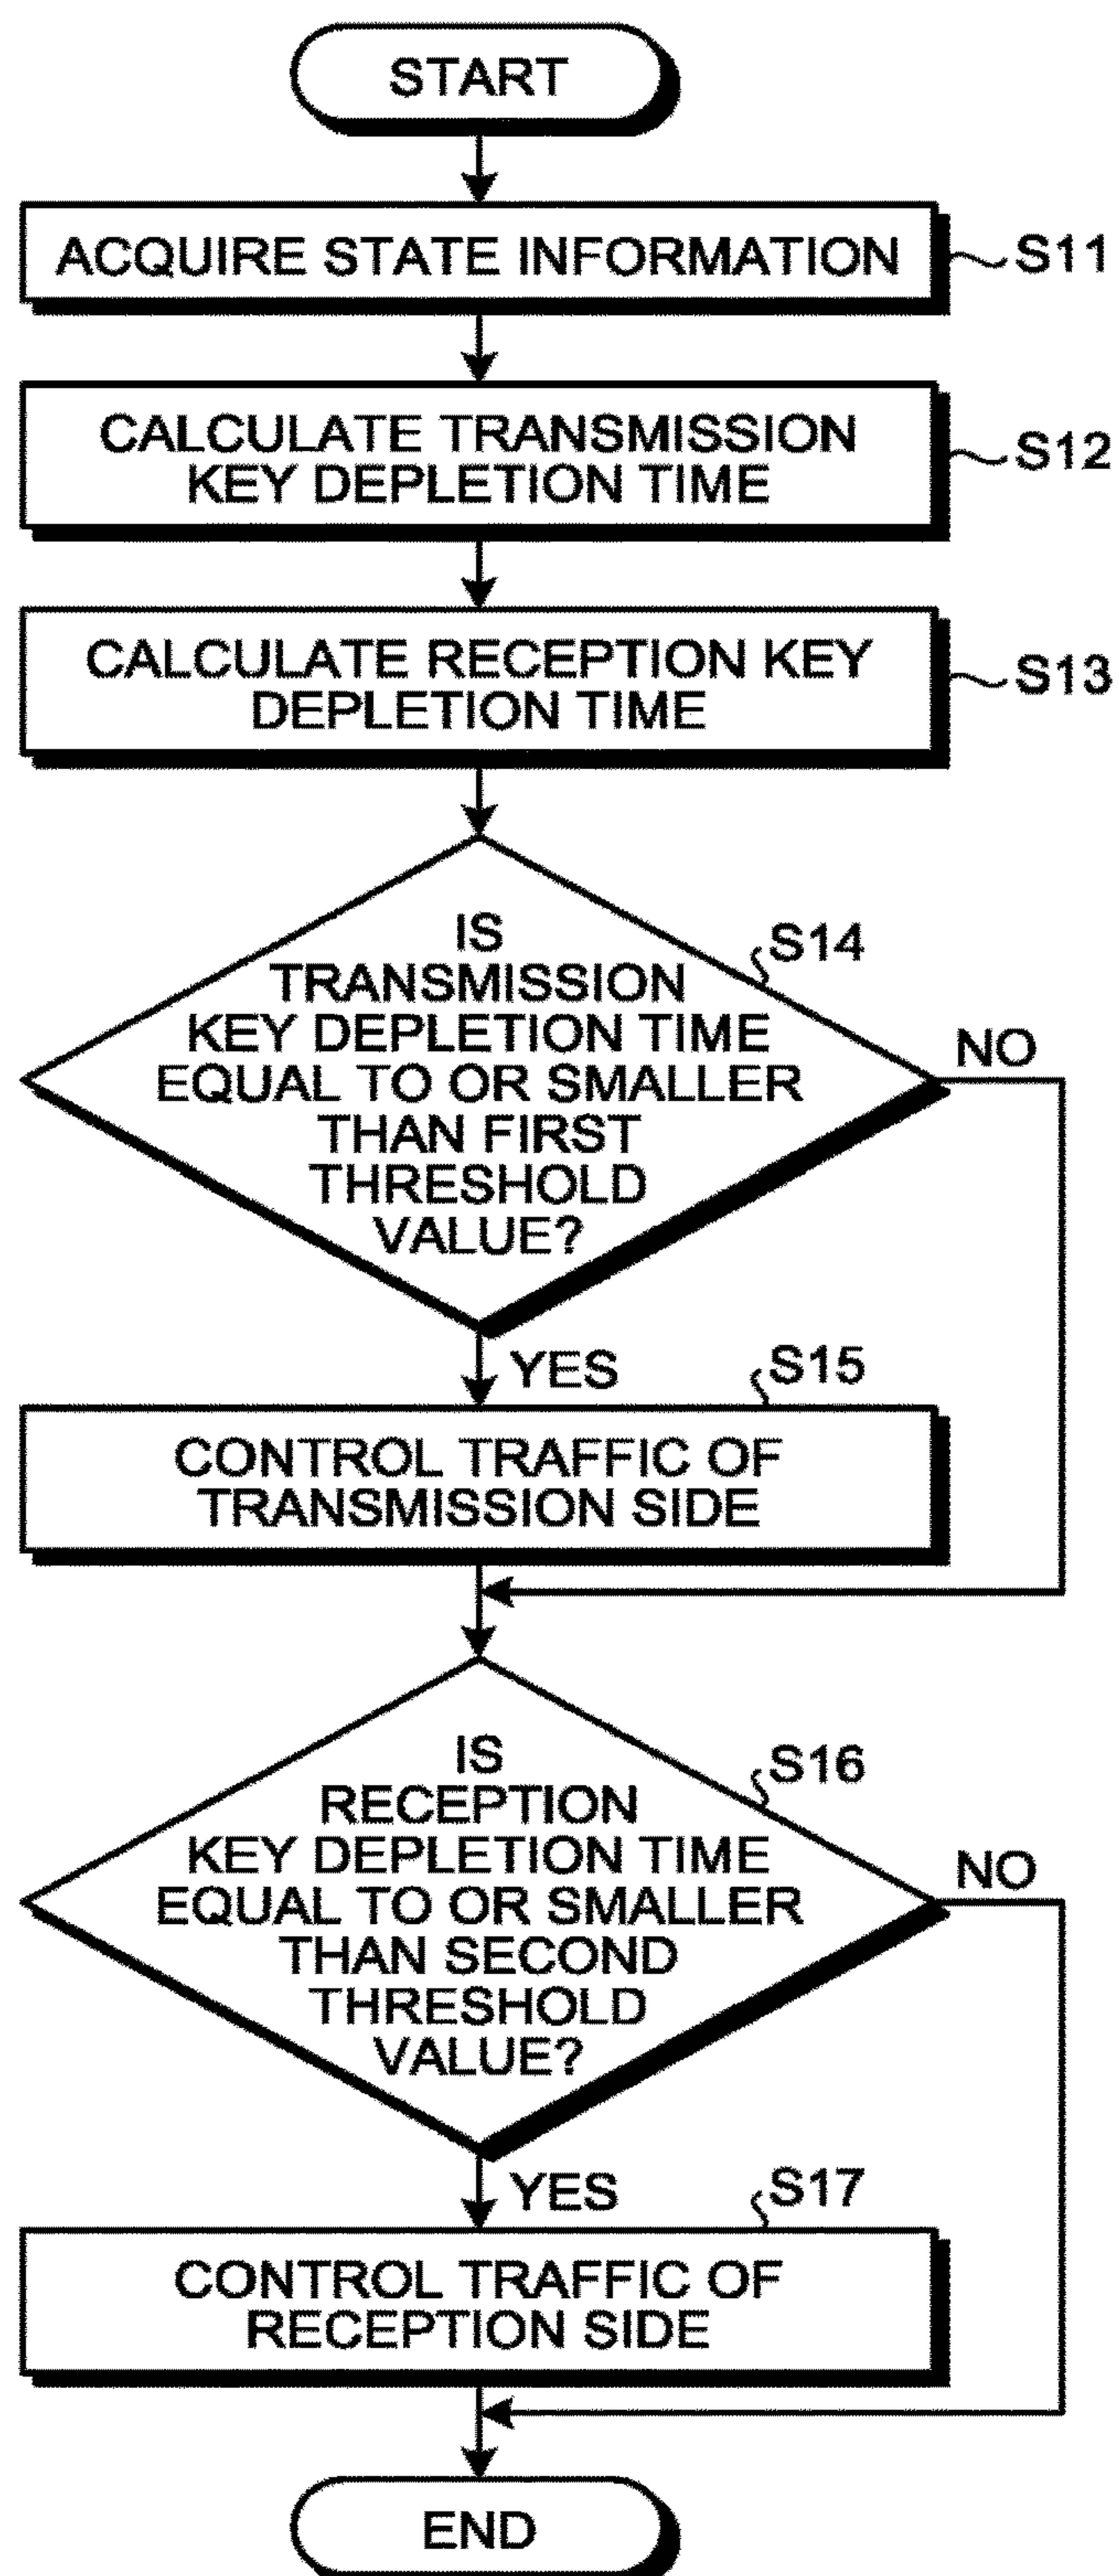 START
ACQUIRE STATE INFORMATION
S11
CALCULATE TRANSMISSION
KEY DEPLETION TIME
S12
CALCULATE RECEPTION KEY
DEPLETION TIME
S13
IS
TRANSMISSION
KEY DEPLETION TIME
EQUAL TO OR SMALLER
THAN FIRST
THRESHOLD
VALUE?
S14
NO
YES
S15
CONTROL TRAFFIC OF
TRANSMISSION SIDE
IS
RECEPTION
KEY DEPLETION TIME
EQUAL TO OR SMALLER
THAN SECOND
THRESHOLD
VALUE?
S16
NO
YES
S17
CONTROL TRAFFIC OF
RECEPTION SIDE
END